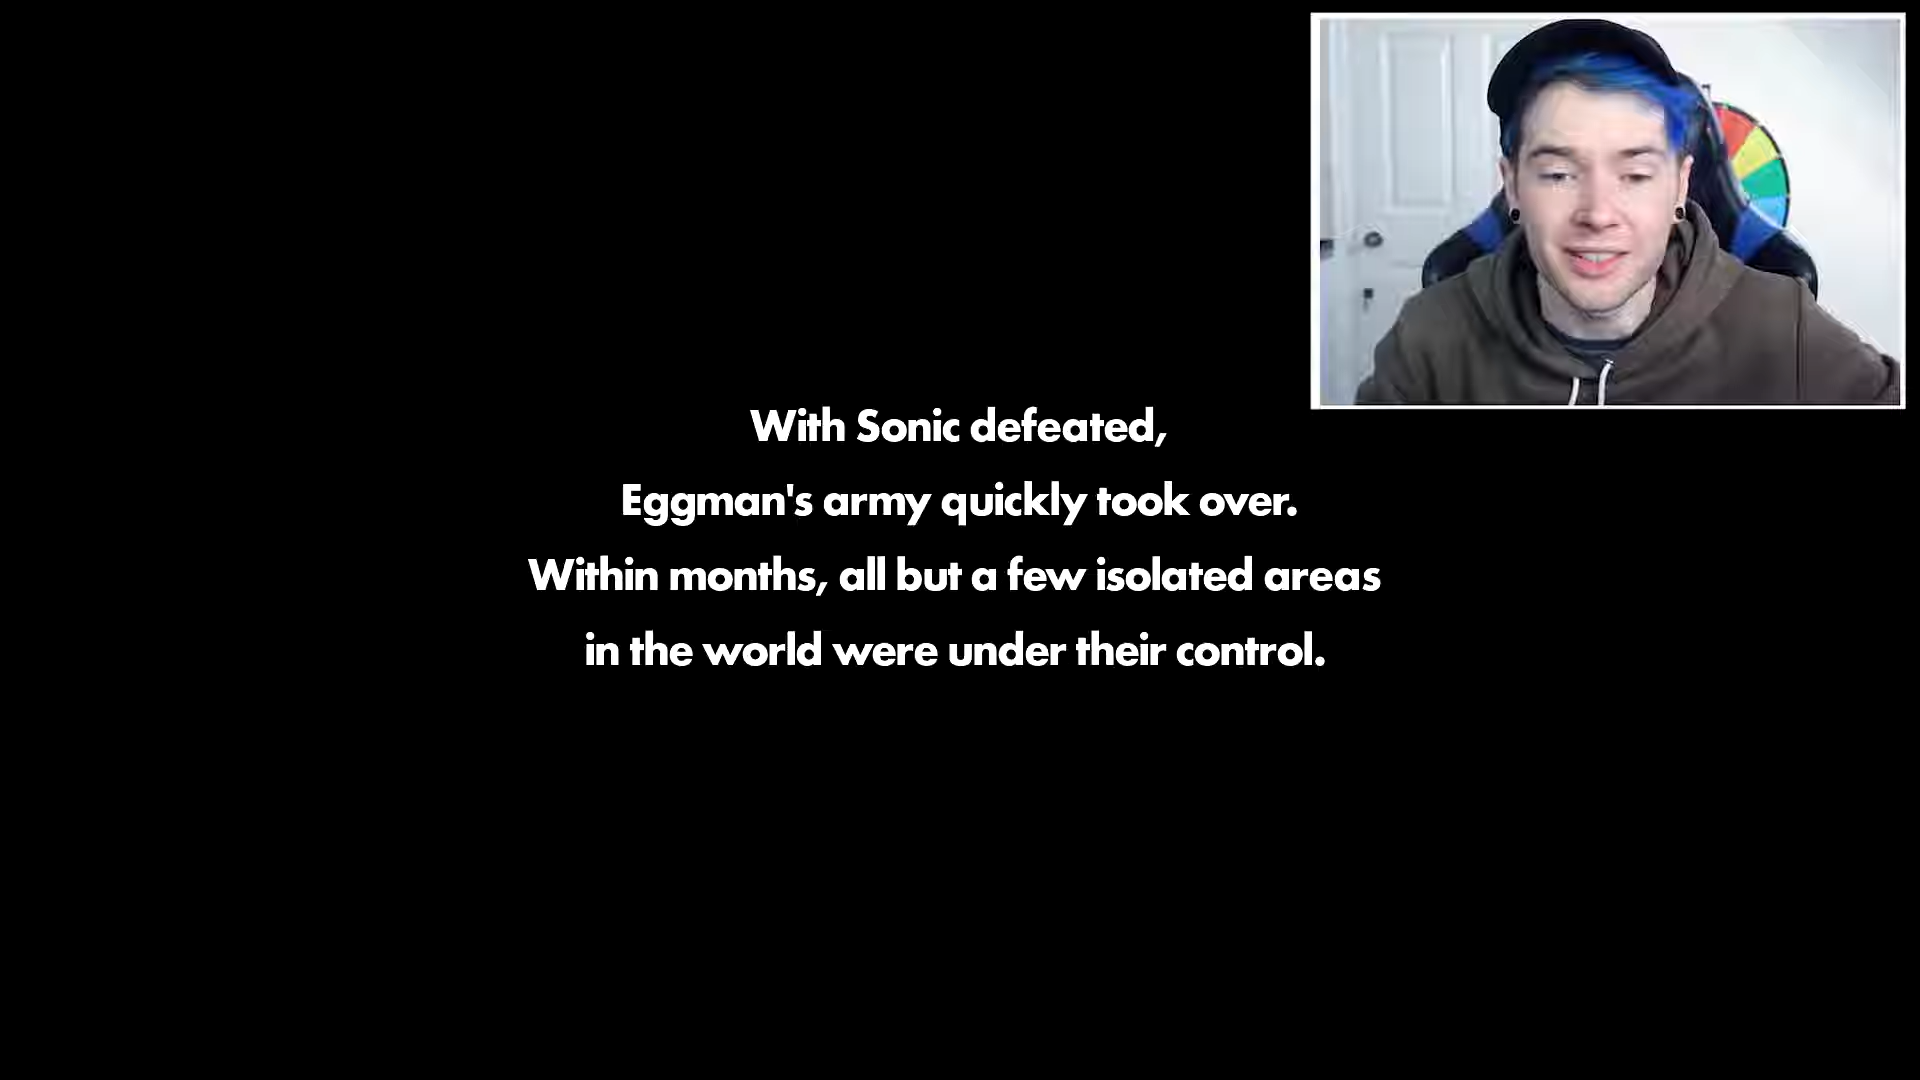 With Sonic defeated,
Eggman's army quickly took over.
Within months, all but a few isolated areas
in the world were under their control.